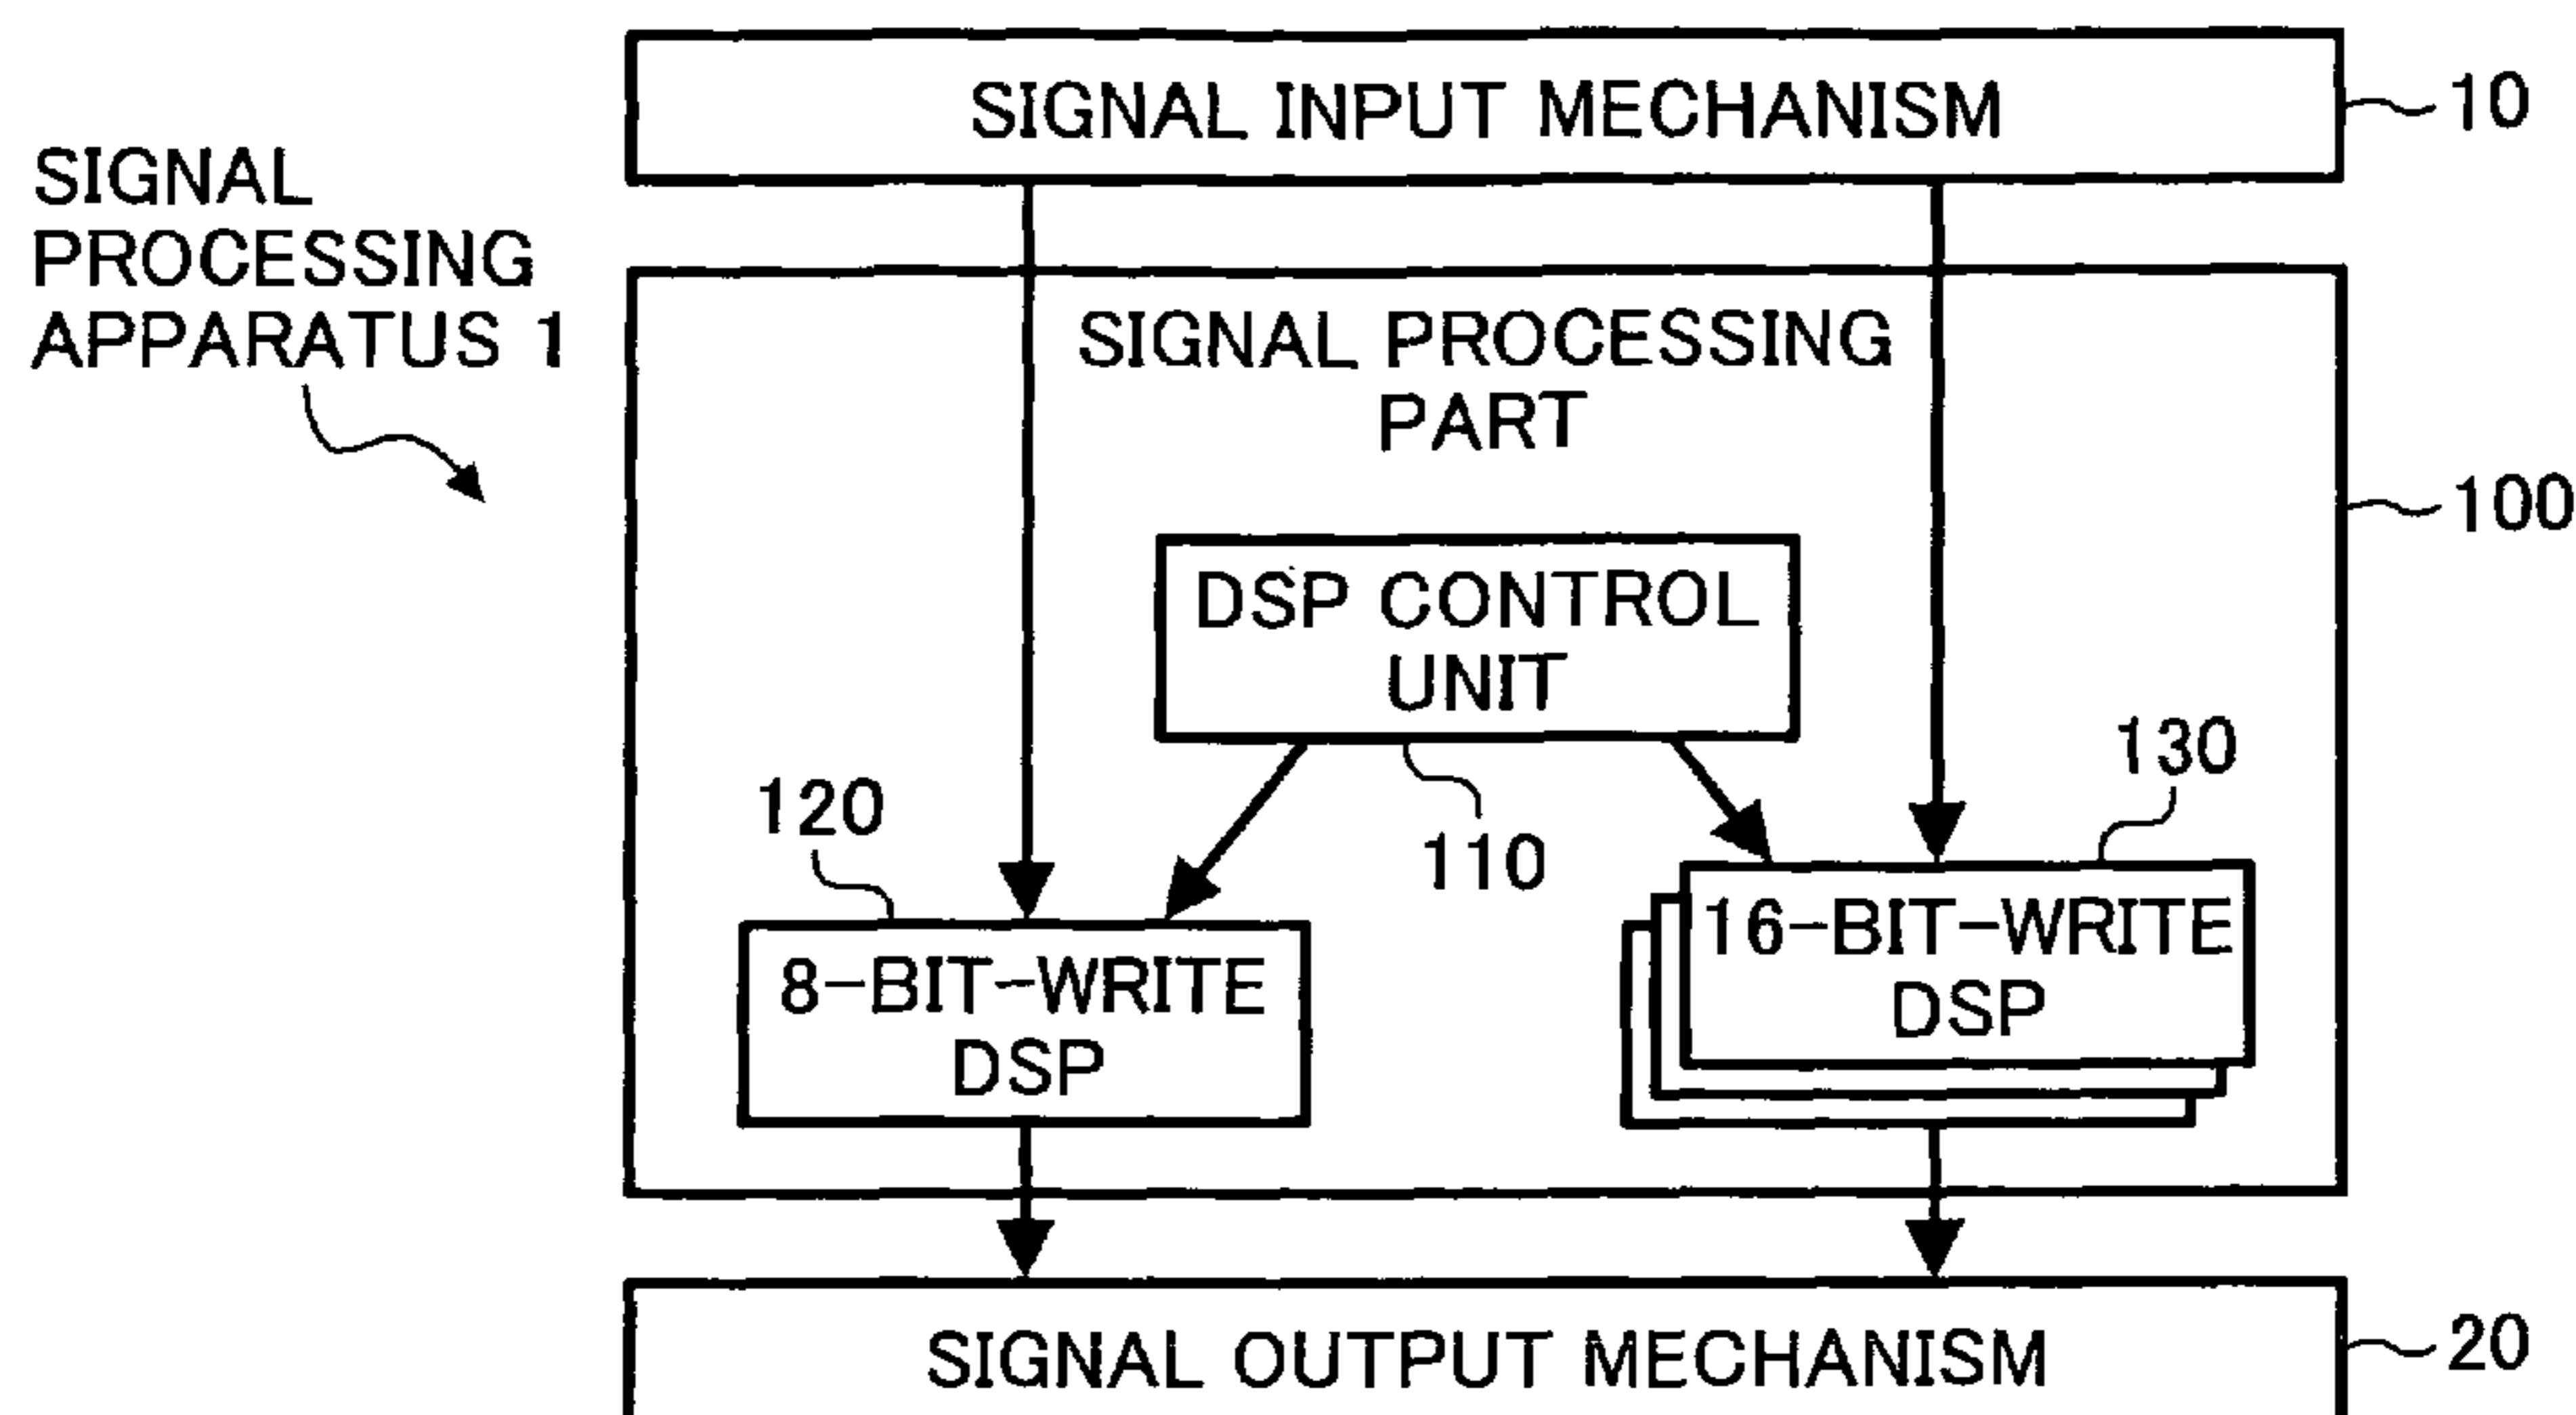 SIGNAL INPUT MECHANISM
10
SIGNAL
PROCESSING
APPARATUS 1
SIGNAL PROCESSING
PART
100
DSP CONTROL
UNIT
110
120
130
8-BIT-WRITE
DSP
16-BIT-WRITE
DSP
SIGNAL OUTPUT MECHANISM
20